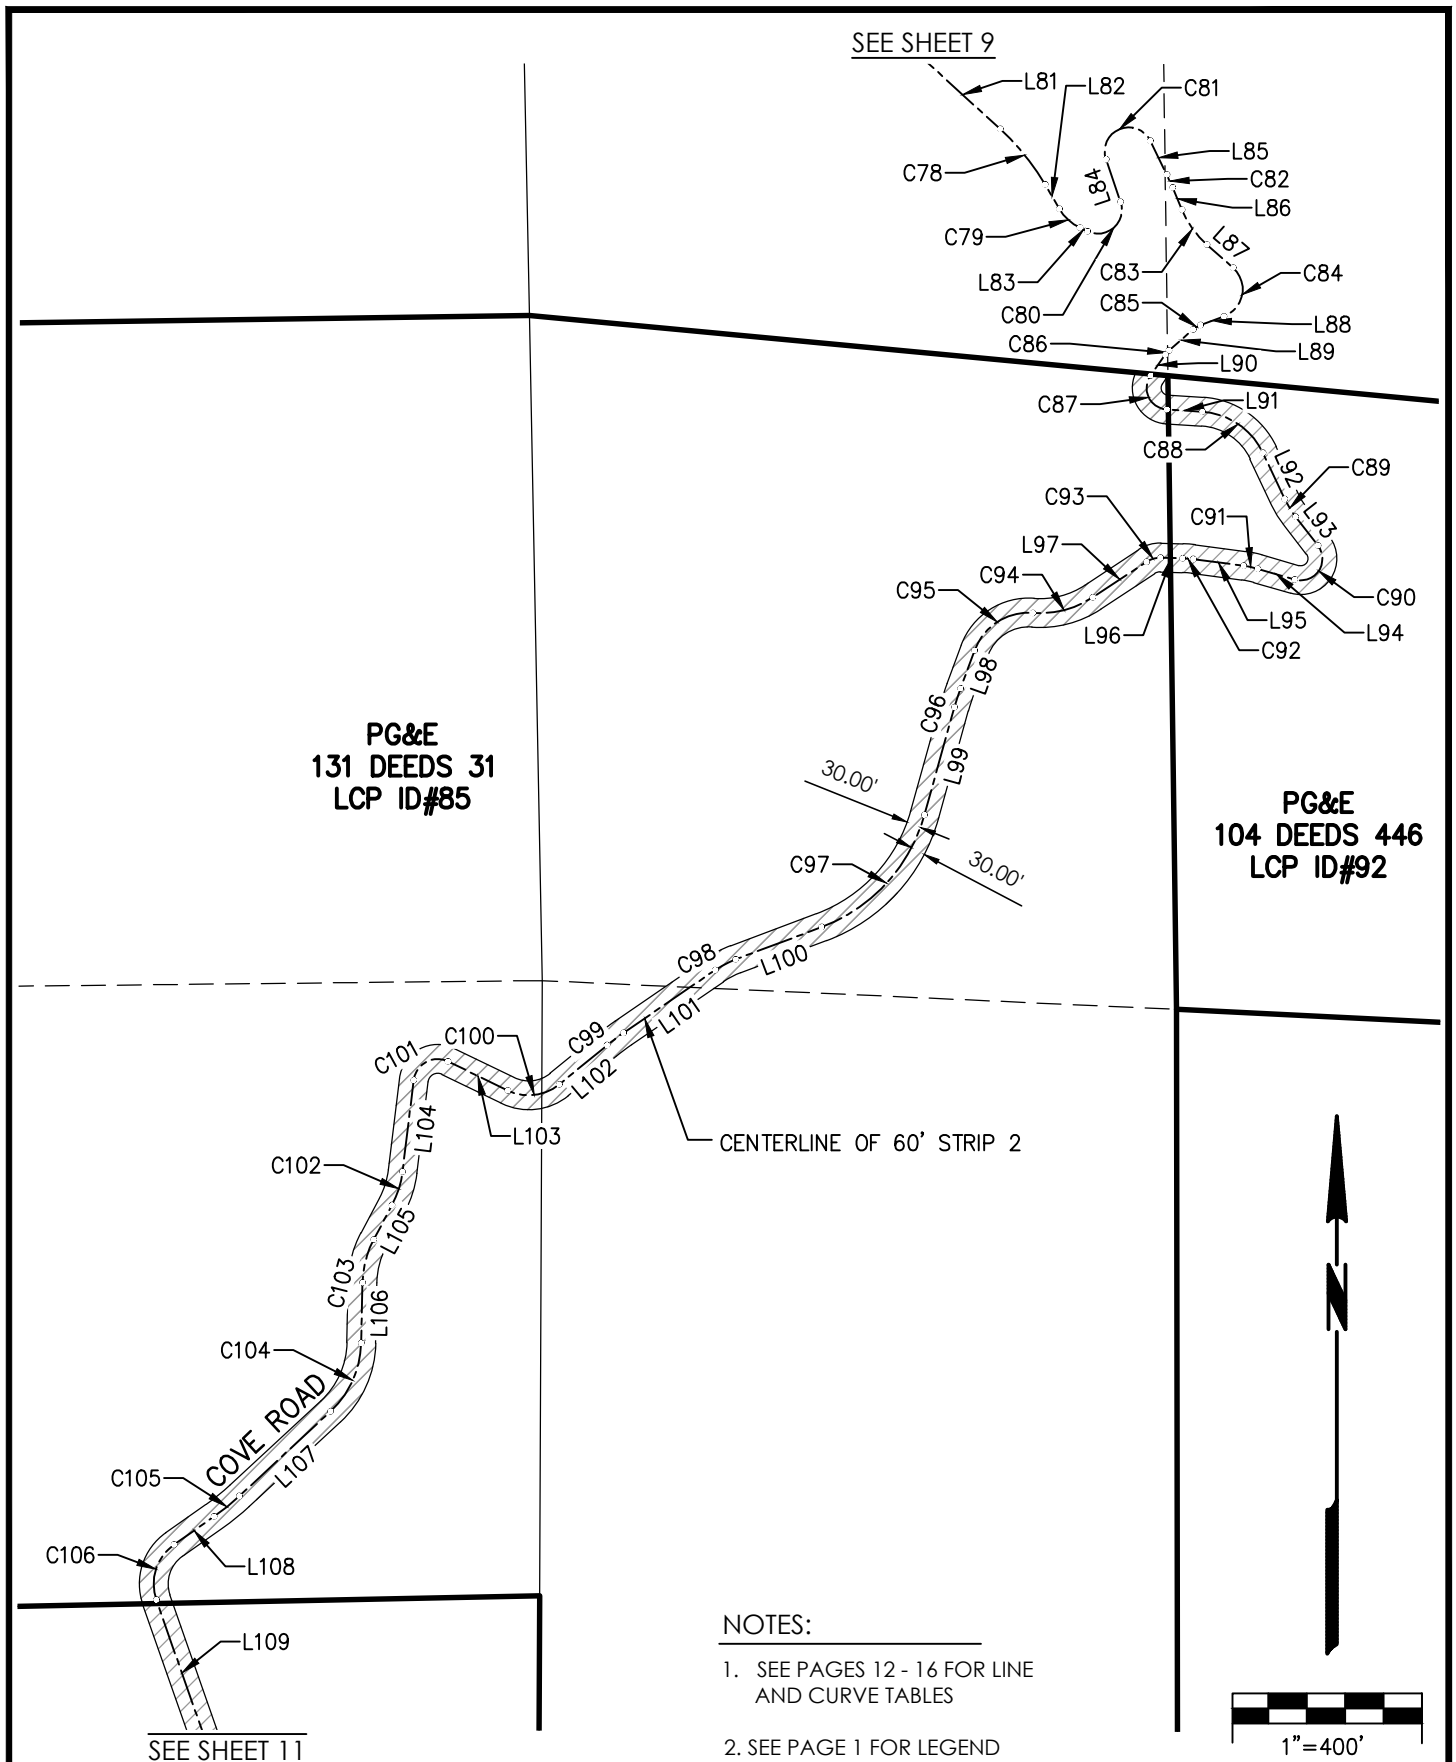 SEE SHEET 9
L81
L82
C81
C78
L85
L84
C82
L86
C79
L87
L83
C83
C84
C80
C85
L88
C86
L89
L90
C87
L91
C88
L92
C89
C93
C91
L93
L97
C94
C95
C90
L95
L94
L96
C92
L98
C96
L99
PG&E
131 DEEDS 31
LCP ID#85
30.00'
PG&E
104 DEEDS 446
LCP ID#92
C97
30.00'
C98
L100
L101
C99
C100
C101
L102
L104
L103
CENTERLINE OF 60' STRIP 2
C102
L105
C103
L106
C104
N
COVE ROAD
L107
C105
C106
L108
L109
NOTES:
1. SEE PAGES 12 - 16 FOR LINE
AND CURVE TABLES
2. SEE PAGE 1 FOR LEGEND
SEE SHEET 11
1"=400'